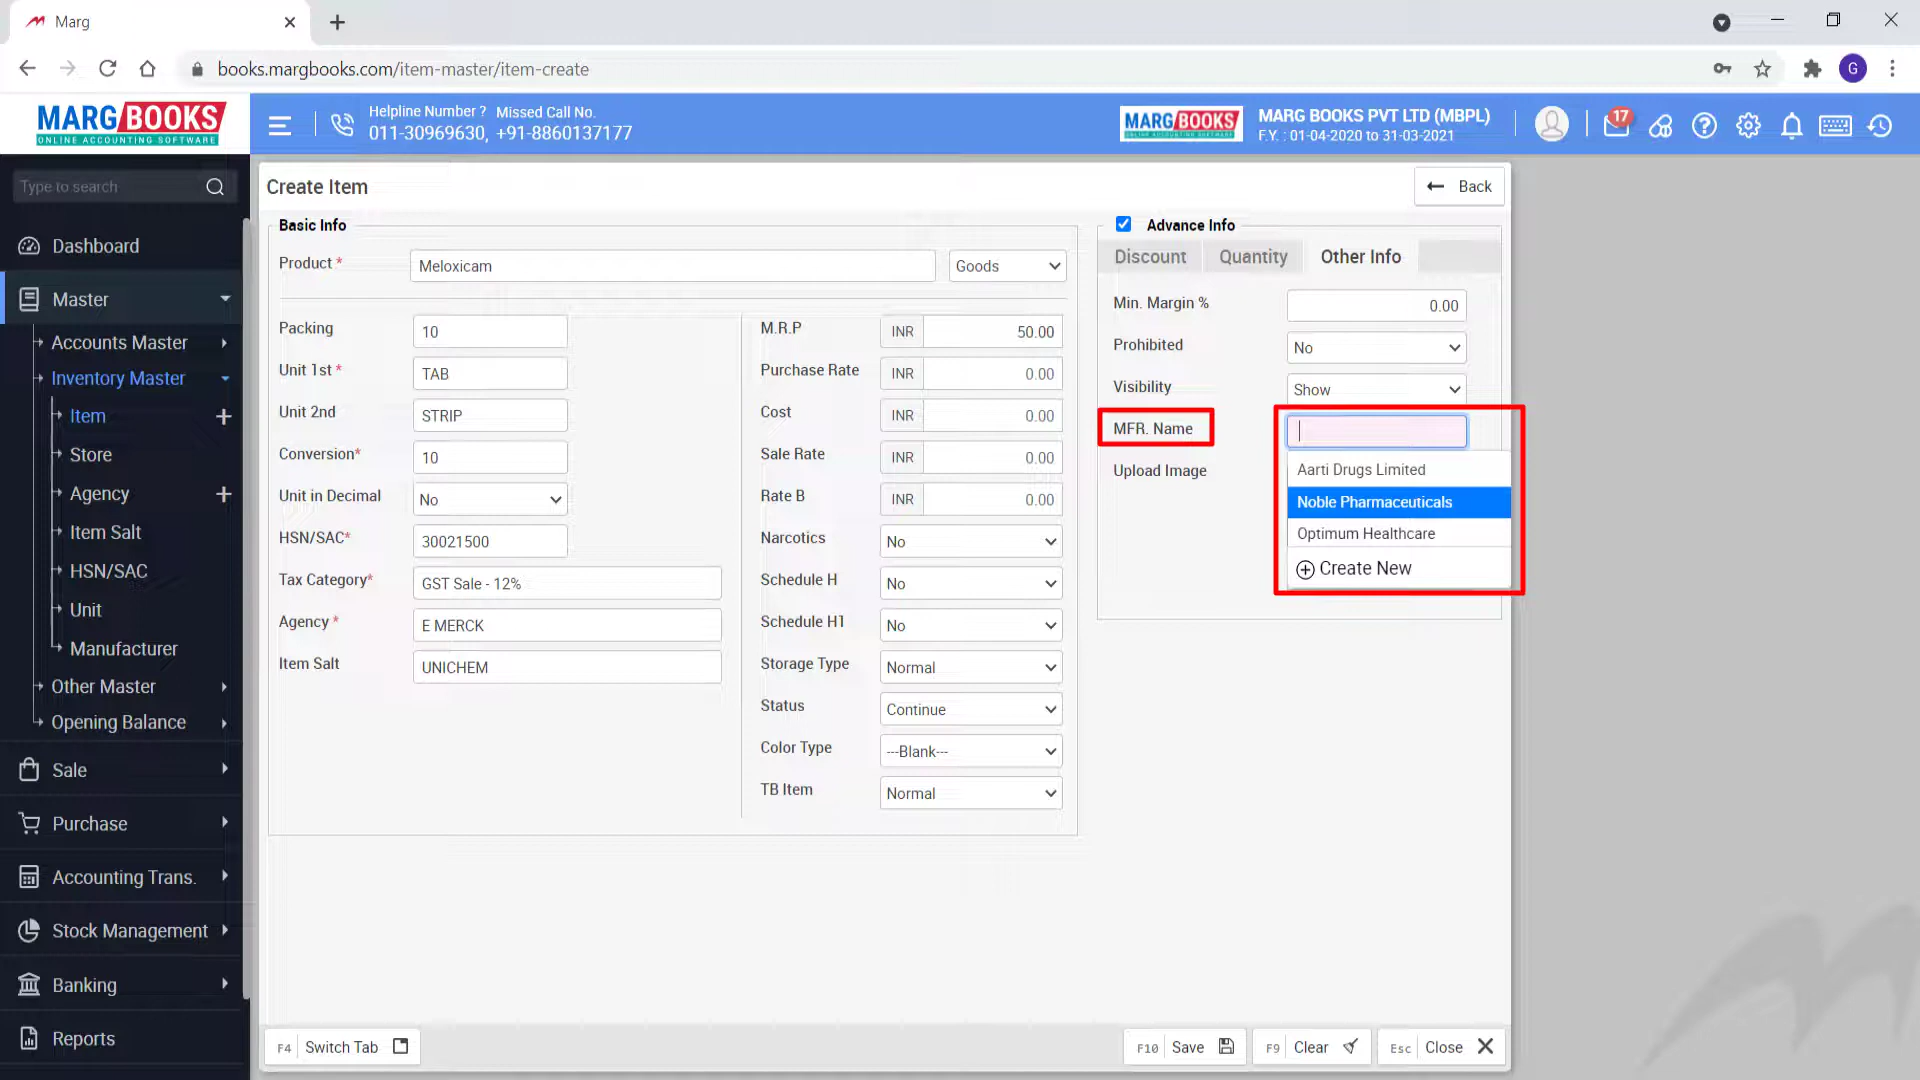 Marg
books.margbooks.com/item-master/item-create
G
MARG BOOKS
ONLINE ACCOUNTING SOFTWARE
Helpline Number ? Missed Call No.
011-30969630, +91-8860137177
MARG BOOKS
ONLINE ACCOUNTING SOFTWARE
MARG BOOKS PVT LTD (MBPL)
F.Y. : 01-04-2020 to 31-03-2021
17
Type to search
Dashboard
Master
Accounts Master
Inventory Master
Item
Store
Agency
Item Salt
HSN/SAC
Unit
Manufacturer
Other Master
Opening Balance
Sale
Purchase
Accounting Trans.
Stock Management
Banking
Reports
Create Item
Back
Basic Info
Product * Meloxicam Goods
Packing 10
Unit 1st * TAB
Unit 2nd STRIP
Conversion* 10
Unit in Decimal No
HSN/SAC* 30021500
Tax Category* GST Sale - 12%
Agency * E MERCK
Item Salt UNICHEM
M.R.P INR 50.00
Purchase Rate INR 0.00
Cost INR 0.00
Sale Rate INR 0.00
Rate B INR 0.00
Narcotics No
Schedule H No
Schedule H1 No
Storage Type Normal
Status Continue
Color Type ---Blank---
TB Item Normal
Advance Info
Discount Quantity Other Info
Min. Margin % 0.00
Prohibited No
Visibility Show
MFR. Name
Aarti Drugs Limited
Noble Pharmaceuticals
Optimum Healthcare
Create New
Upload Image
F4 Switch Tab
F10 Save
F9 Clear
Esc Close